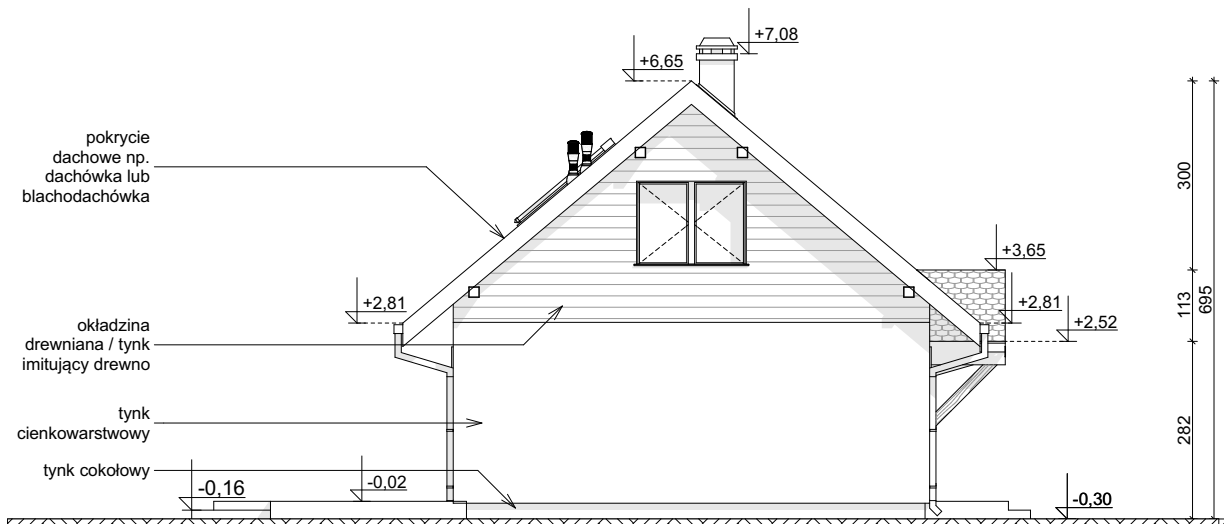 +7,08
+6,65
pokrycie
dachowe np.
dachówka lub
blachodachówka
300
+3,65
+2,81
+2,81
113
695
okładzina
drewniana / tynk
imitujący drewno
+2,52
tynk
cienkowarstwowy
282
tynk cokołowy
-0,16
-0,02
-0,30